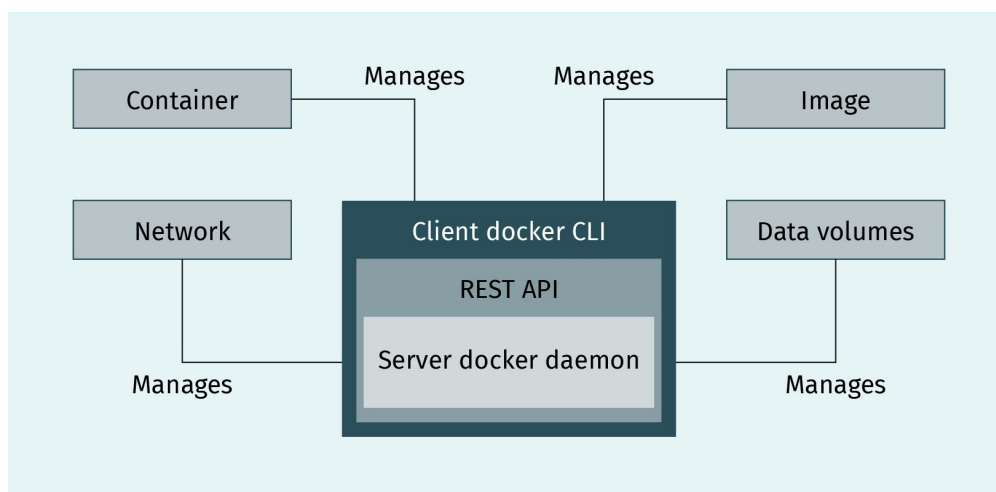 Manages
Manages
Container
Image
Network
Client docker CLI
Data volumes
REST API
Server docker daemon
Manages
Manages